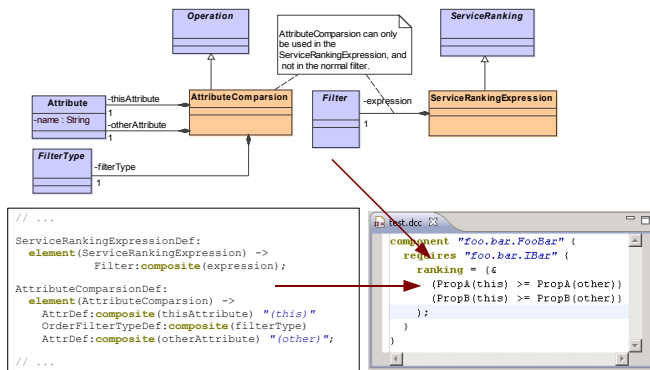 Operation
ServiceRanking
AttributeComparsion can only
be used in the
ServiceRankingExpression, and
not in the normal filter.
Attribute
-name : String
-thisAttribute
1
-otherAttribute
1
AttributeComparsion
Filter
-expression
1
ServiceRankingExpression
FilterType
-filterType
1
// ...
ServiceRankingExpressionDef:
element(ServiceRankingExpression) ->
Filter:composite(expression);
AttributeComparsionDef:
element(AttributeComparsion) ->
AttrDef:composite(thisAttribute) "(this)"
OrderFilterTypeDef:composite(filterType)
AttrDef:composite(otherAttribute) "(other)";
// ...
test.dcc
component "foo.bar.FooBar" {
requires "foo.bar.IBar" {
ranking = (&
(PropA(this) >= PropA(other))
(PropB(this) >= PropB(other))
);
}
}